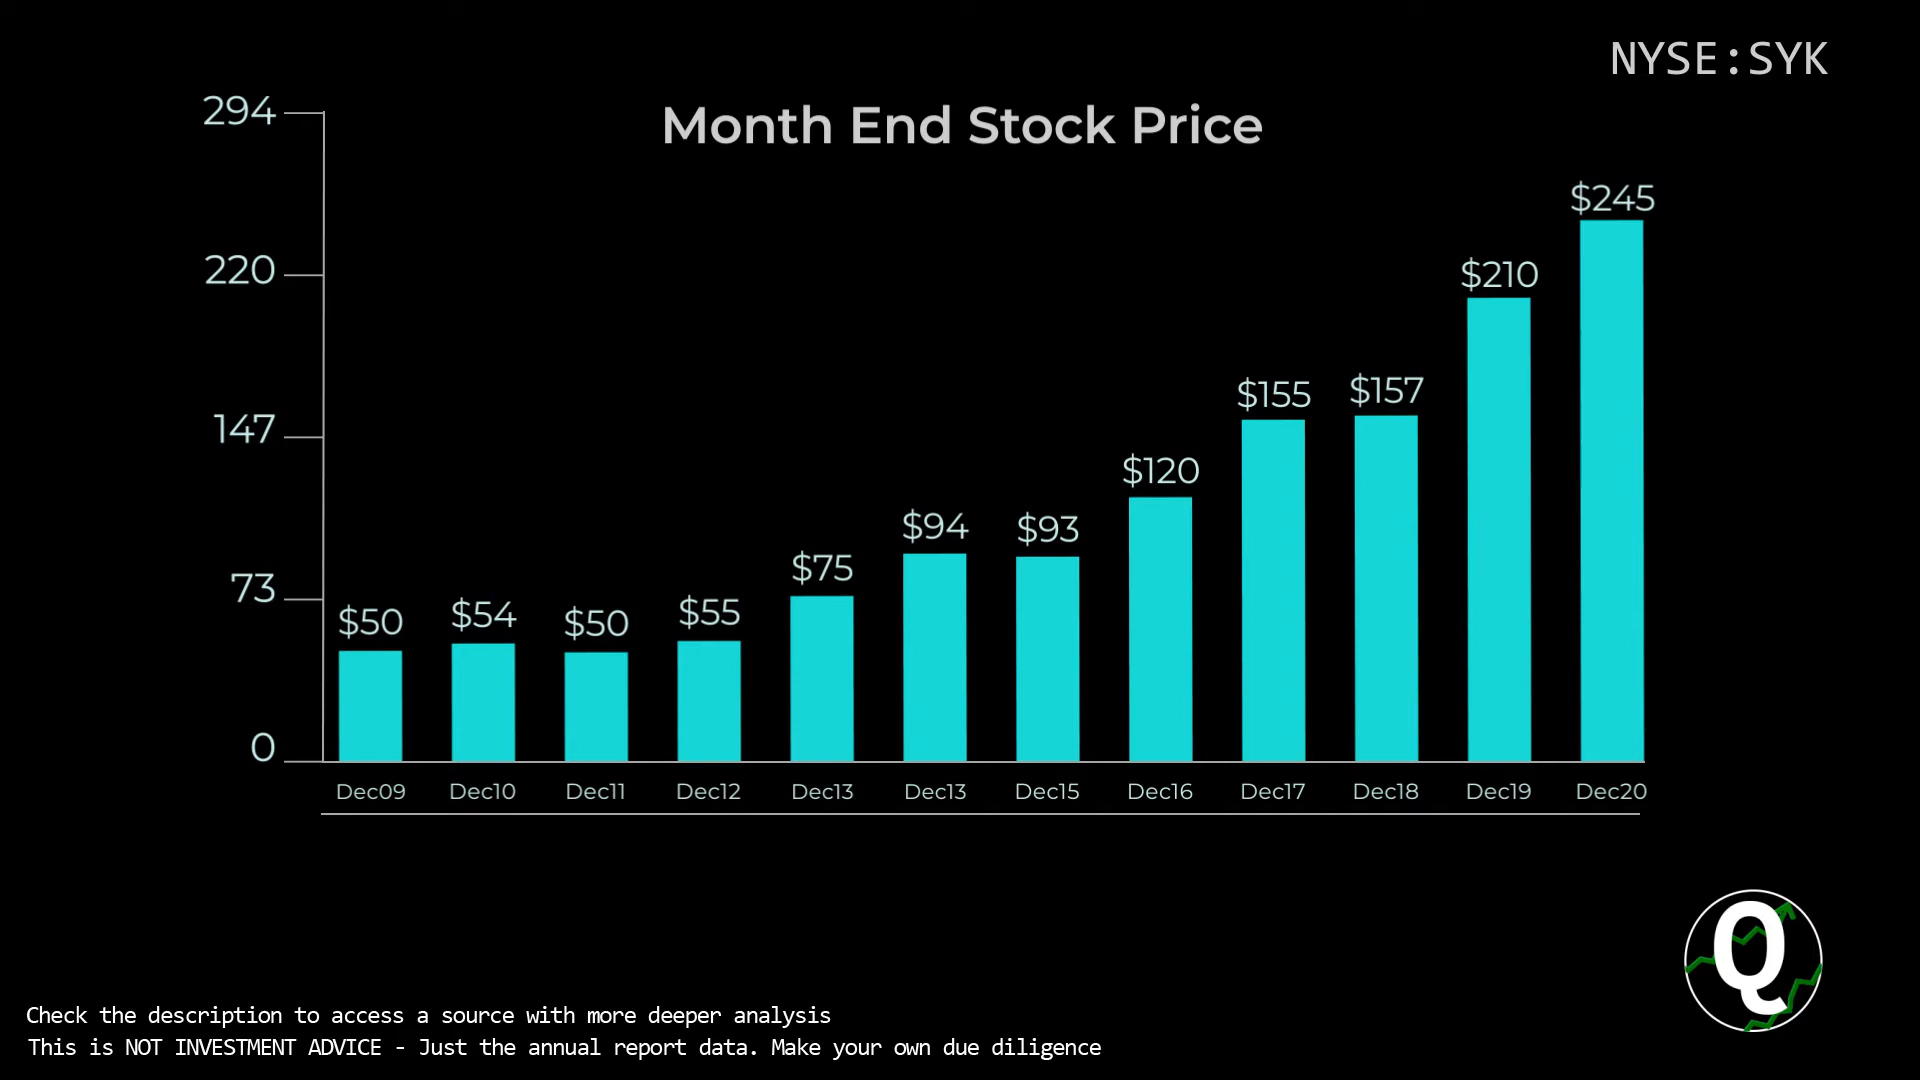 NYSE:SYK
Month End Stock Price
294
220
147
73
0
$50
$54
$50
$55
$75
$94
$93
$120
$155
$157
$210
$245
Dec09 Dec10 Dec11 Dec12 Dec13 Dec13 Dec15 Dec16 Dec17 Dec18 Dec19 Dec20
Q
Check the description to access a source with more deeper analysis
This is NOT INVESTMENT ADVICE - Just the annual report data. Make your own due diligence